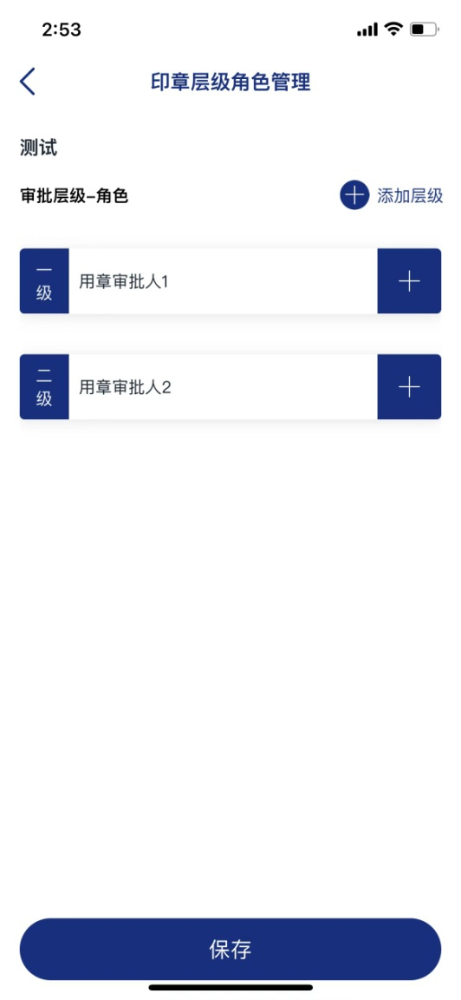 2:53
印章层级角色管理
测试
审批层级-角色
添加层级
一级
用章审批人1
二级
用章审批人2
保存